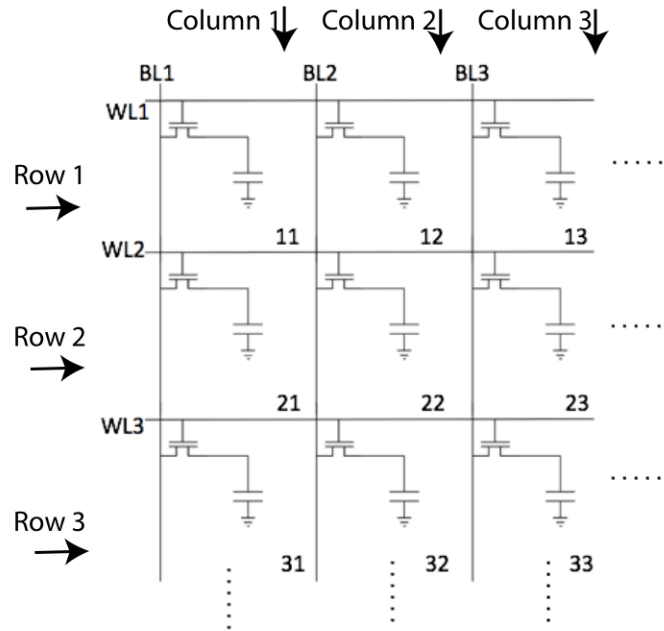 Column 1 Column 2 Column 3
BL1 BL2 BL3
WL1
Row 1
11 12 13
WL2
Row 2
21 22 23
WL3
Row 3
31 32 33